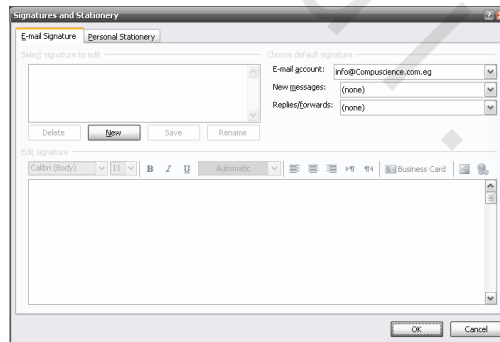 Signatures and Stationery
E-mail Signature Personal Stationery
Select signature to edit
Choose default signature
E-mail account: info@Compuscience.com.eg
New messages: (none)
Replies/forwards: (none)
Delete New Save Rename
Edit signature
Calibri (Body) 11 B I U Automatic Business Card
OK Cancel